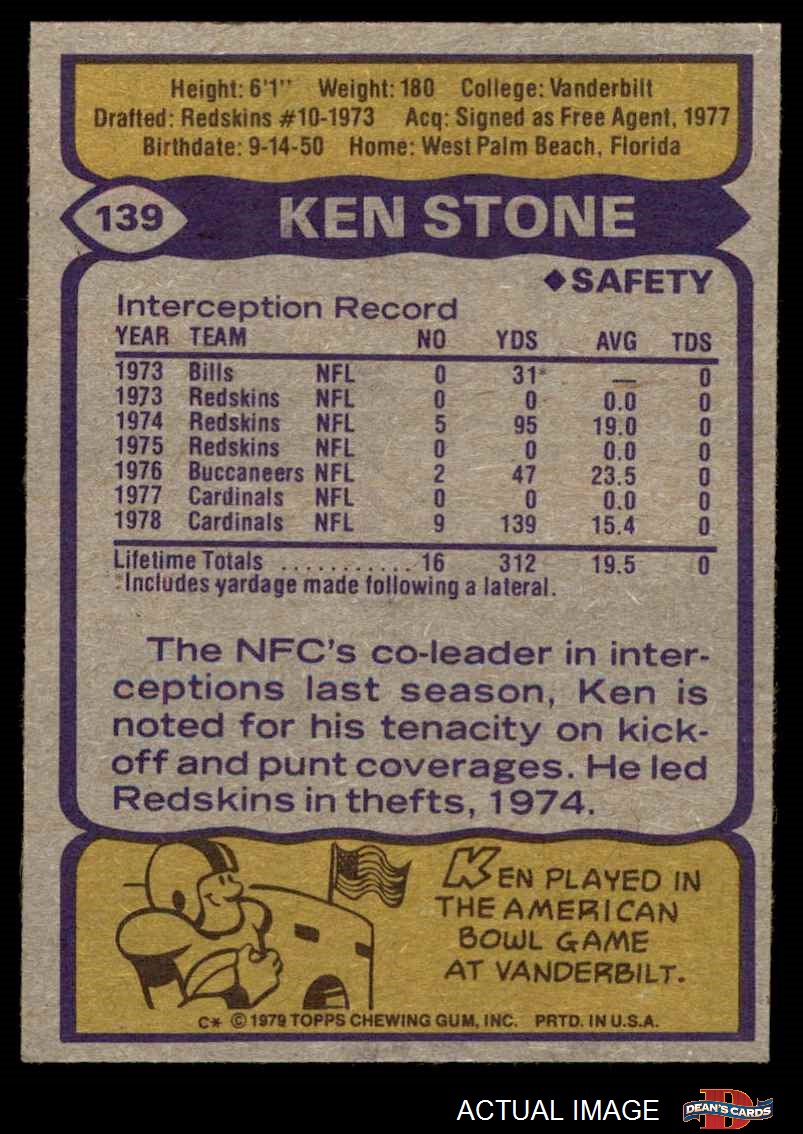 Height: 6'1" Weight: 180 College: Vanderbilt
Drafted: Redskins #10-1973 Acq: Signed as Free Agent, 1977
Birthdate: 9-14-50 Home: West Palm Beach, Florida
139 KEN STONE
◆SAFETY
Interception Record
YEAR TEAM NO YDS AVG TDS
1973 Bills NFL 0 31* — 0
1973 Redskins NFL 0 0 0.0 0
1974 Redskins NFL 5 95 19.0 0
1975 Redskins NFL 0 0 0.0 0
1976 Buccaneers NFL 2 47 23.5 0
1977 Cardinals NFL 0 0 0.0 0
1978 Cardinals NFL 9 139 15.4 0
Lifetime Totals ........... 16 312 19.5 0
*Includes yardage made following a lateral.
The NFC's co-leader in inter-
ceptions last season, Ken is
noted for his tenacity on kick-
off and punt coverages. He led
Redskins in thefts, 1974.
KEN PLAYED IN
THE AMERICAN
BOWL GAME
AT VANDERBILT.
C* © 1979 TOPPS CHEWING GUM, INC. PRTD. IN U.S.A.
ACTUAL IMAGE
D
DEAN'S CARDS